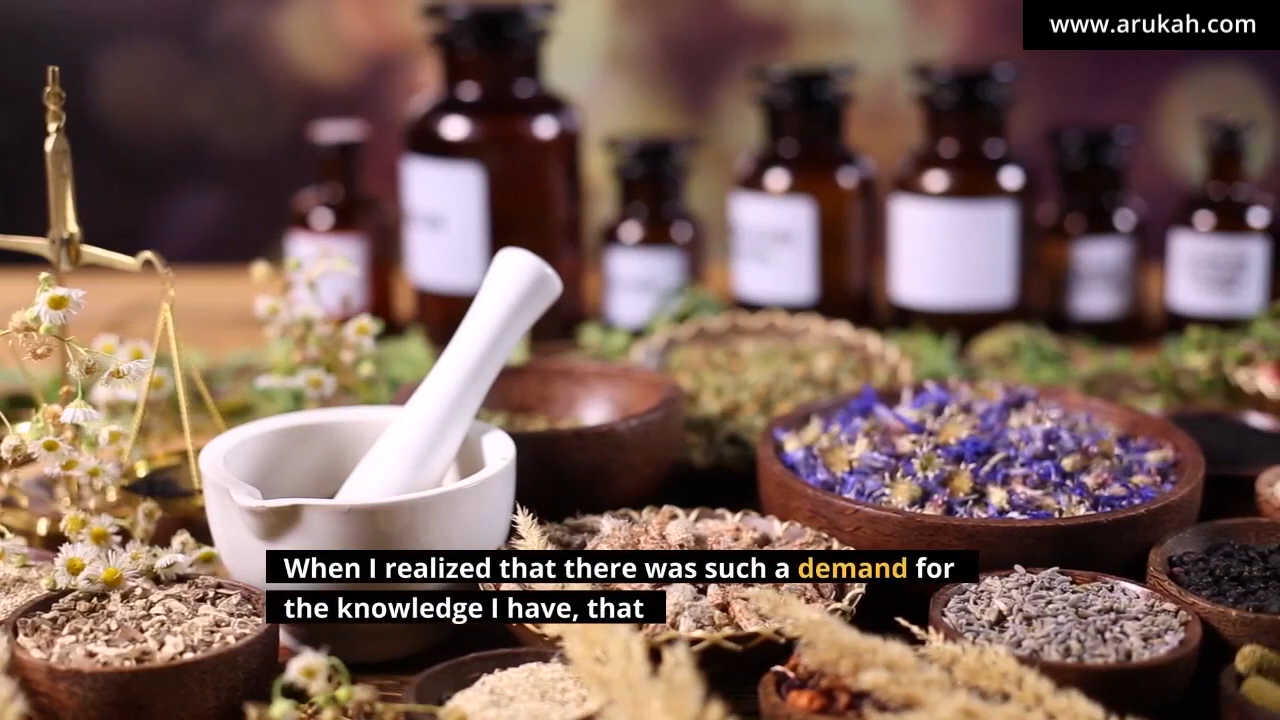 www.arukah.com
When I realized that there was such a demand for
the knowledge I have, that